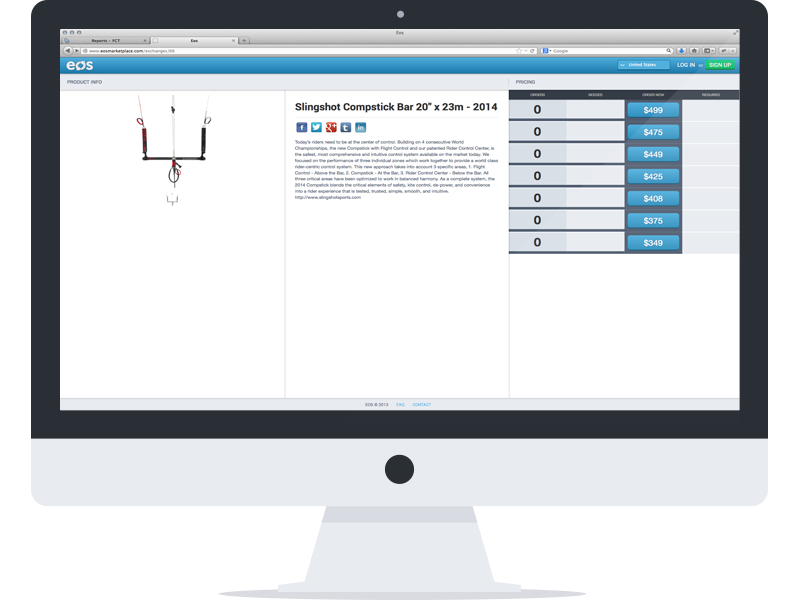 Eos
Reports - FCT
Eos
www.eosmarketplace.com/exchanges/88
Google
eos
United States
LOG IN
SIGN UP
PRODUCT INFO
PRICING
ORDERS
NEEDED
ORDER NOW
REQUIRED
Slingshot Compstick Bar 20" x 23m - 2014
Today's riders need to be at the center of control. Building on 4 consecutive World
Championships, the new Compstick with Flight Control and our patented Rider Control Center, is
the safest, most comprehensive and intuitive control system available on the market today. We
focused on the performance of three individual zones which work together to provide a world class
rider-centric control system. This new approach takes into account 3 specific areas, 1. Flight
Control - Above the Bar, 2. Compstick - At the Bar, 3. Rider Control Center - Below the Bar. All
three critical areas have been optimized to work in balanced harmony. As a complete system, the
2014 Compstick blends the critical elements of safety, kite control, de-power, and convenience
into a rider experience that is tested, trusted, simple, smooth, and intuitive.
http://www.slingshotsports.com
0 $499
0 $475
0 $449
0 $425
0 $408
0 $375
0 $349
EOS © 2013 FAQ CONTACT